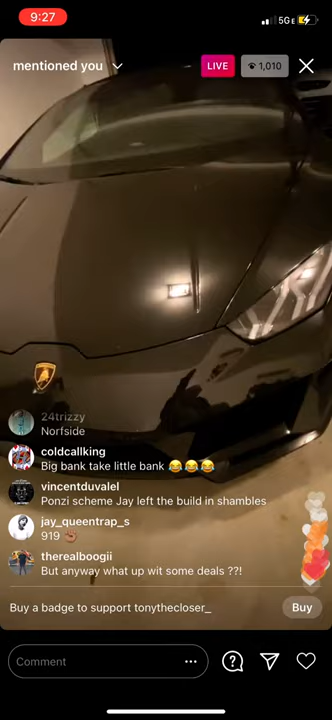 9:27
5G E
mentioned you
LIVE
1,010
24trizzy
Norfside
coldcallking
Big bank take little bank 😂😂😂
vincentduvalel
Ponzi scheme Jay left the build in shambles
jay_queentrap_s
919 👌🏾
therealboogii
But anyway what up wit some deals ??!
Buy a badge to support tonythecloser_
Buy
Comment